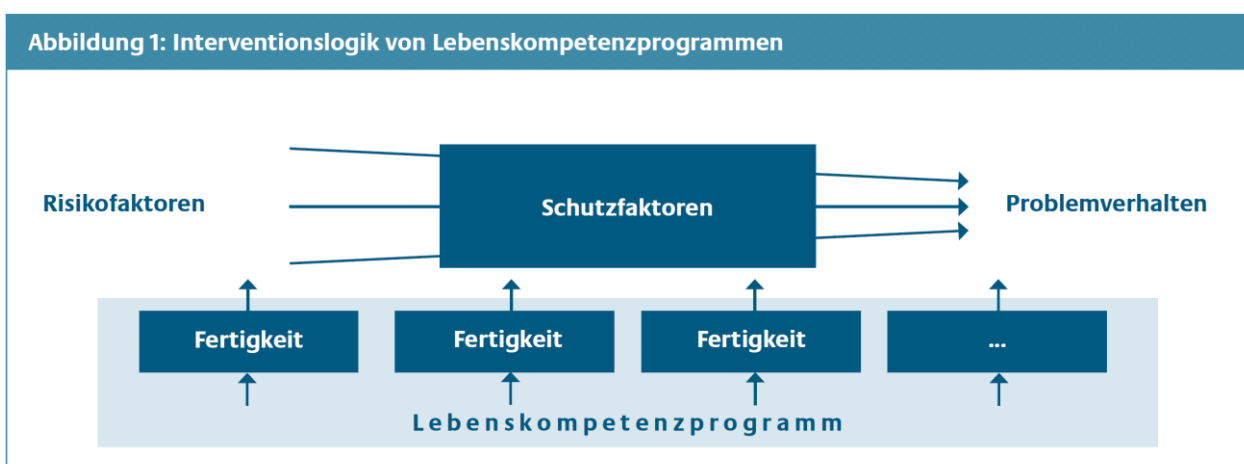 Abbildung 1: Interventionslogik von Lebenskompetenzprogrammen
Risikofaktoren
Schutzfaktoren
Problemverhalten
Fertigkeit
Fertigkeit
Fertigkeit
...
Lebenskompetenzprogramm